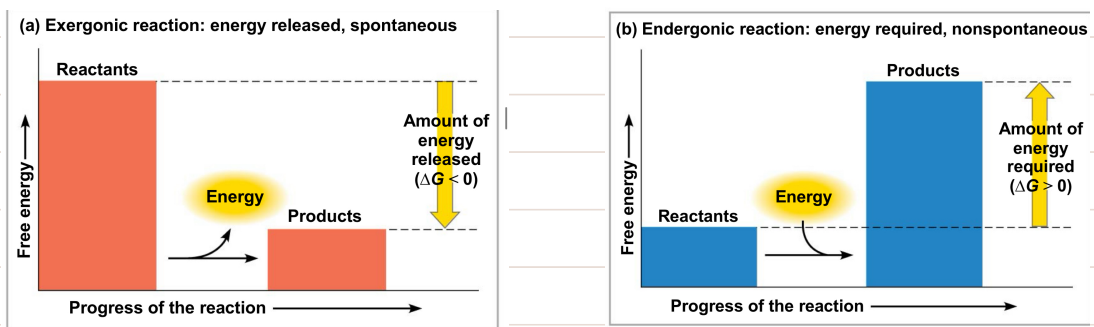 (a) Exergonic reaction: energy released, spontaneous
Reactants
Amount of
energy
released
(∆G < 0)
Energy
Products
Free energy
Progress of the reaction
(b) Endergonic reaction: energy required, nonspontaneous
Products
Amount of
energy
required
(∆G > 0)
Energy
Reactants
Free energy
Progress of the reaction